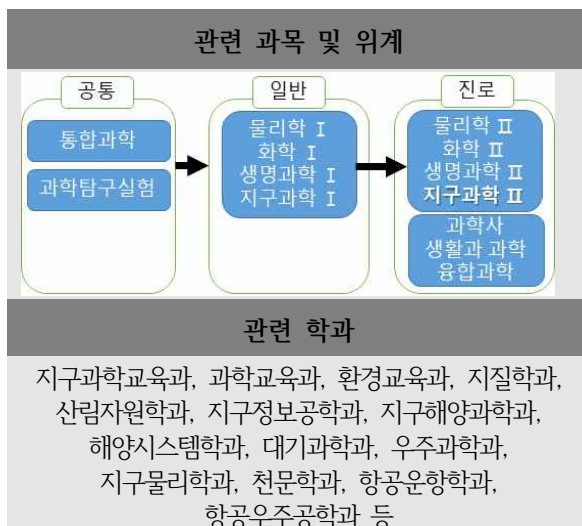 관련 과목 및 위계
공통
통합과학
과학탐구실험
일반
물리학 Ⅰ
화학 Ⅰ
생명과학 Ⅰ
지구과학 Ⅰ
진로
물리학 Ⅱ
화학 Ⅱ
생명과학 Ⅱ
지구과학 Ⅱ
과학사
생활과 과학
융합과학
관련 학과
지구과학교육과, 과학교육과, 환경교육과, 지질학과,
산림자원학과, 지구정보공학과, 지구해양과학과,
해양시스템학과, 대기과학과, 우주과학과,
지구물리학과, 천문학과, 항공운항학과,
항공우주공학과 등